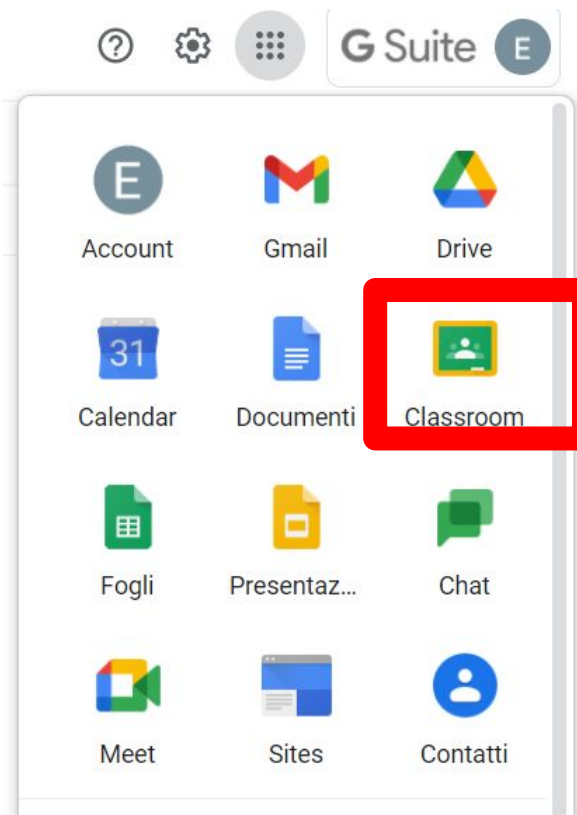 G Suite E
E
Account Gmail Drive
31
Calendar Documenti Classroom
Fogli Presentaz... Chat
Meet Sites Contatti